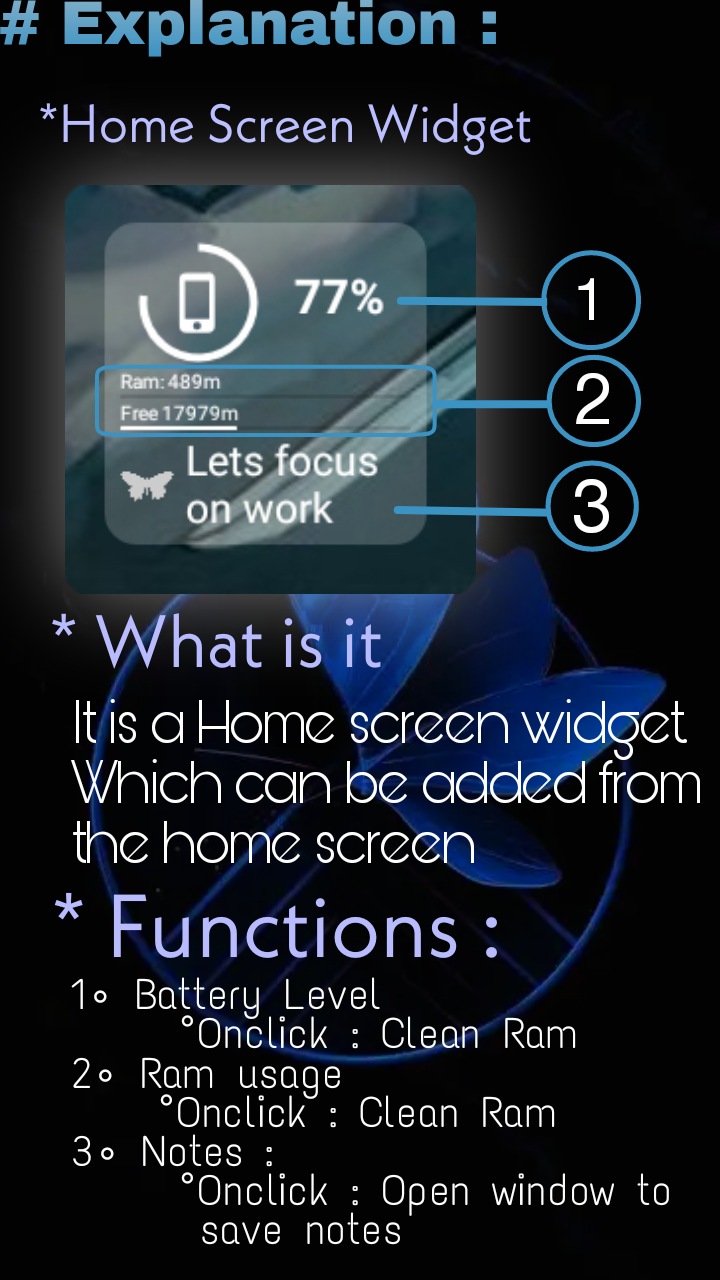 # Explanation :
*Home Screen Widget
77%
1
Ram: 489m
Free 17979m
2
Lets focus
on work
3
* What is it
It is a Home screen widget
Which can be added from
the home screen
* Functions :
1∘ Battery Level
°Onclick : Clean Ram
2∘ Ram usage
°Onclick : Clean Ram
3∘ Notes :
°Onclick : Open window to
save notes